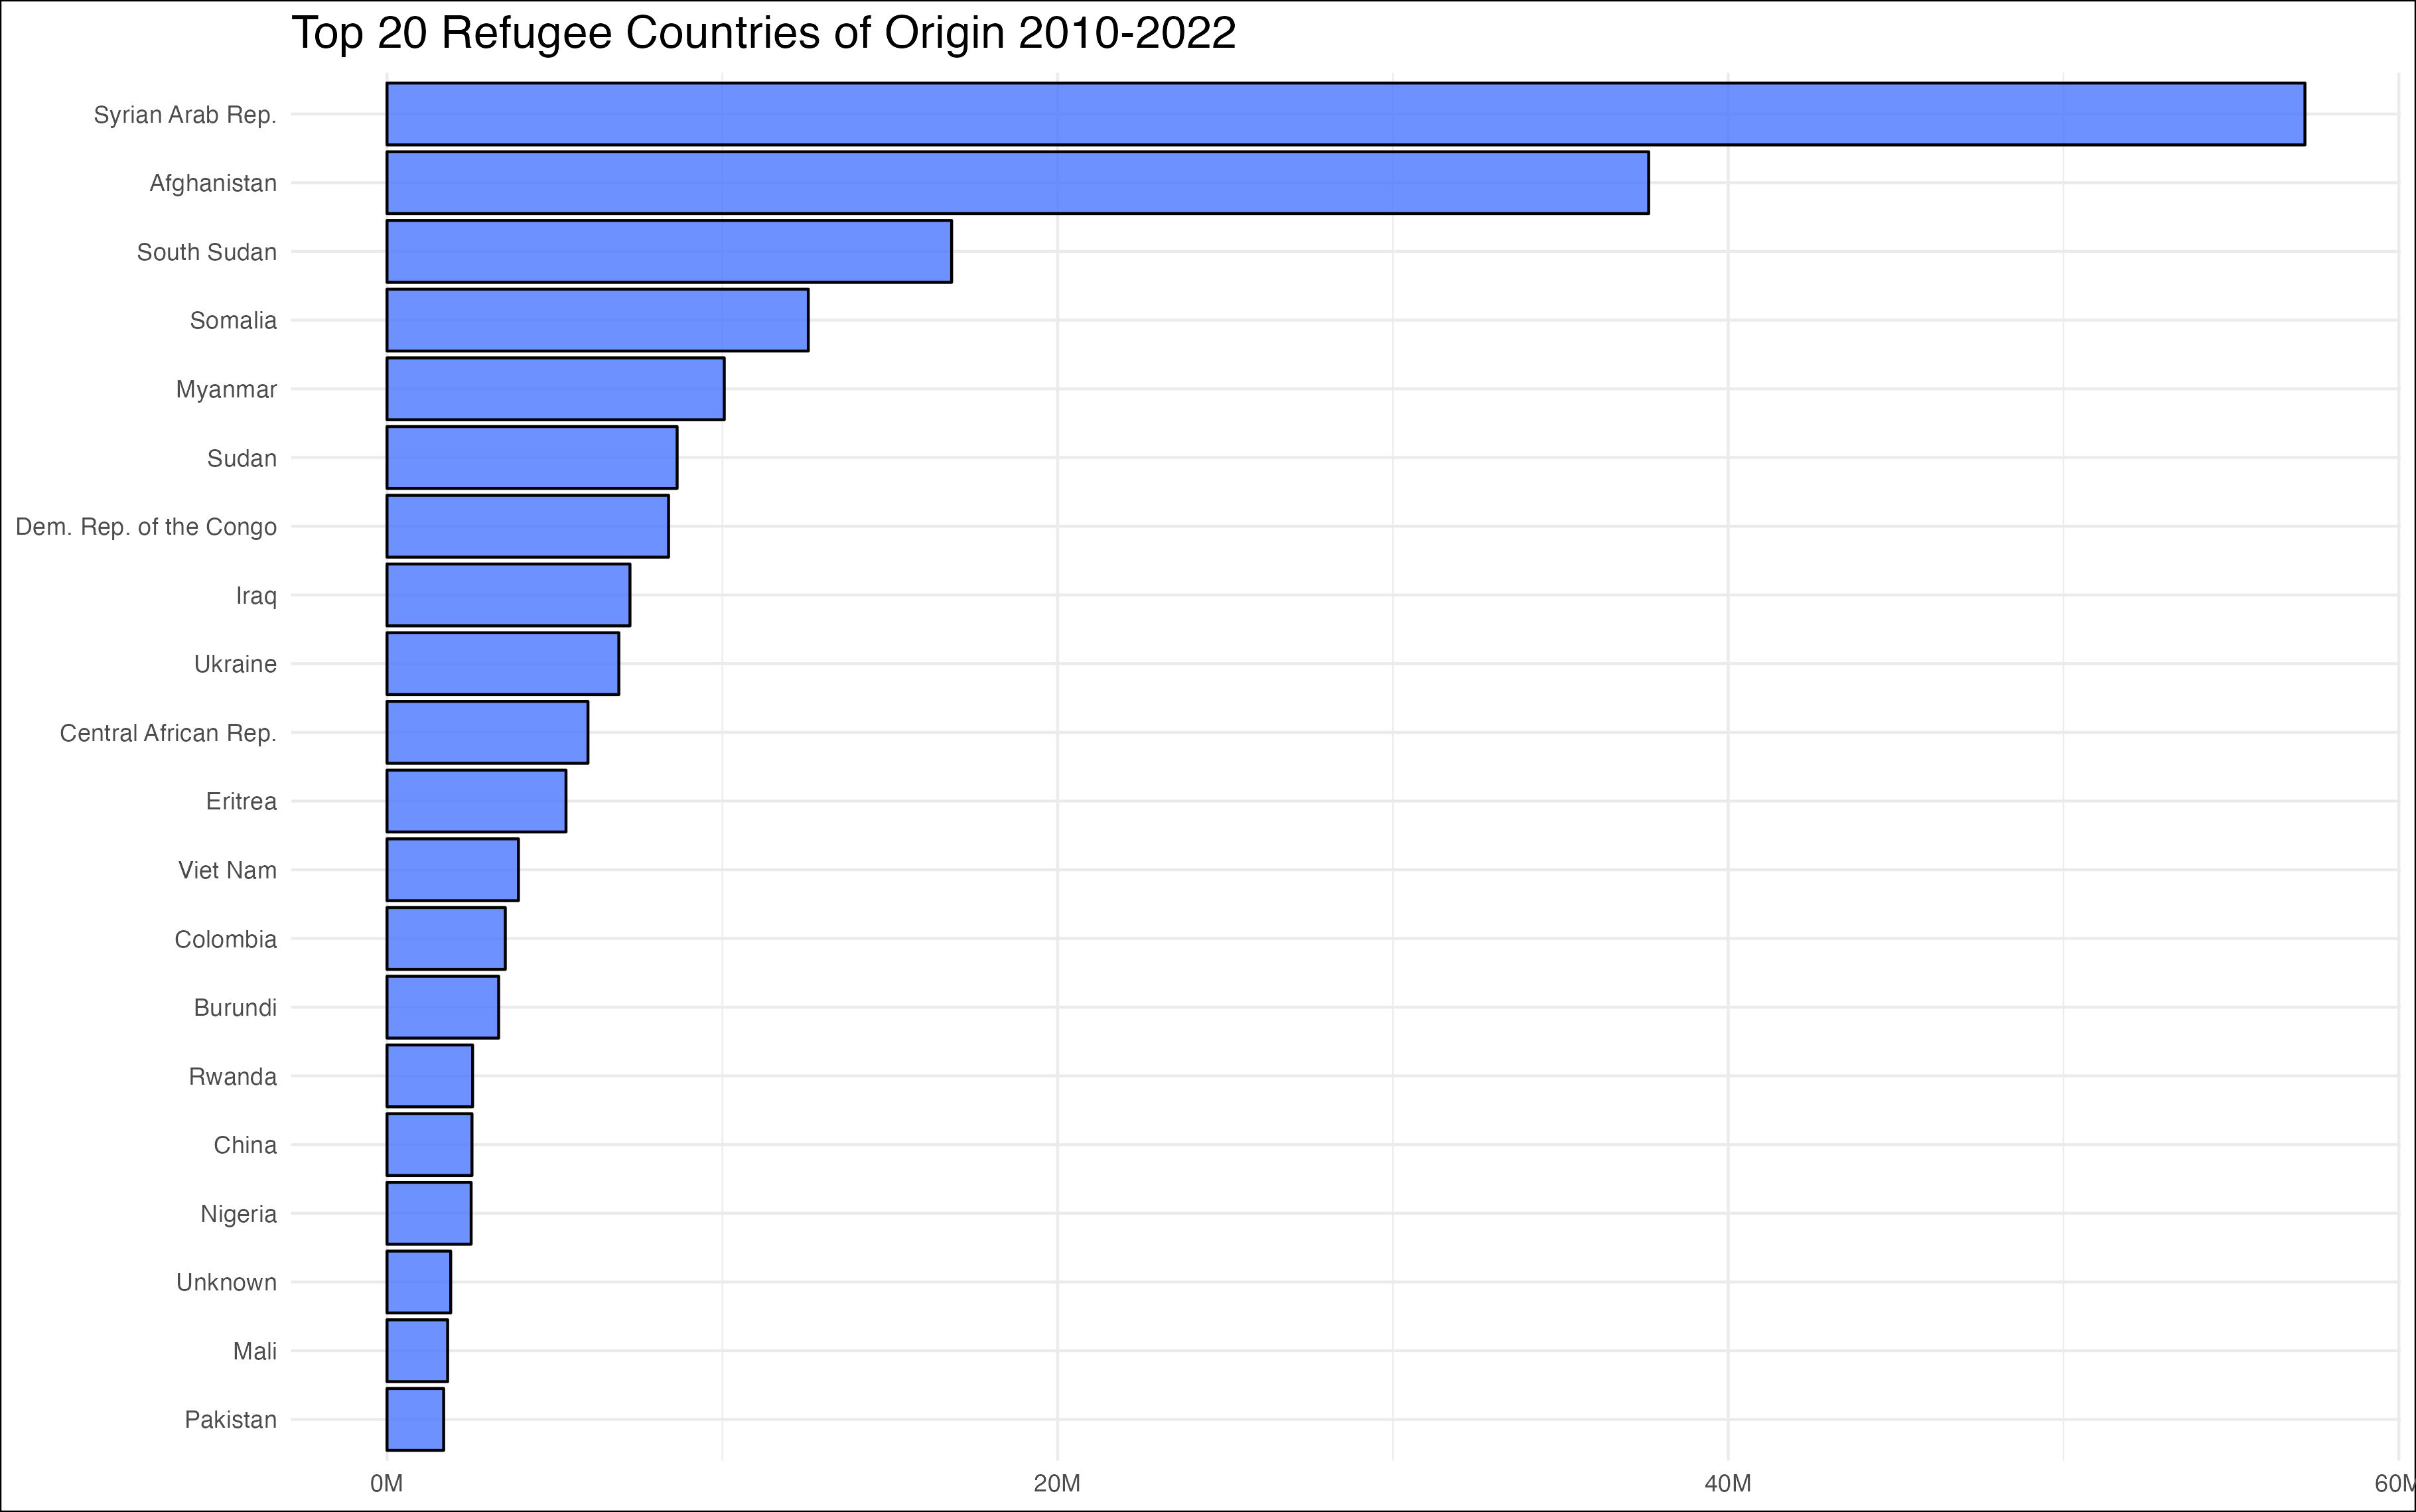 Top 20 Refugee Countries of Origin 2010-2022
Syrian Arab Rep.
Afghanistan
South Sudan
Somalia
Myanmar
Sudan
Dem. Rep. of the Congo
Iraq
Ukraine
Central African Rep.
Eritrea
Viet Nam
Colombia
Burundi
Rwanda
China
Nigeria
Unknown
Mali
Pakistan
0M 20M 40M 60M